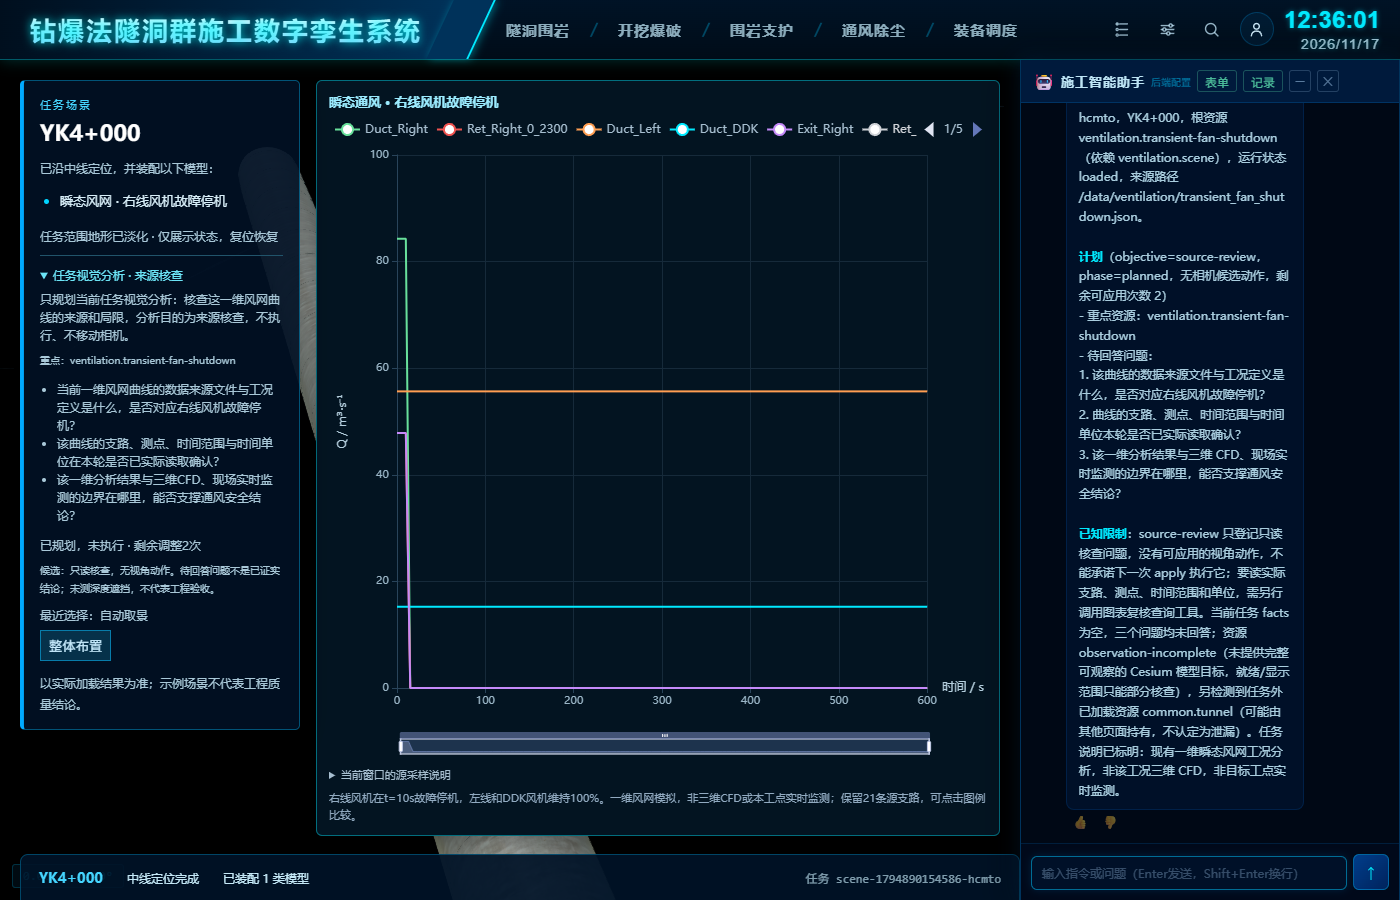 钻爆法隧洞群施工数字孪生系统
隧洞围岩 / 开挖爆破 / 围岩支护 / 通风除尘 / 装备调度
12:36:01
2026/11/17
任务场景
YK4+000
已沿中线定位，并装配以下模型：
瞬态风网 · 右线风机故障停机
任务范围地形已淡化 · 仅展示状态，复位恢复
▼ 任务视觉分析 · 来源核查
只规划当前任务视觉分析：核查这一维风网曲
线的来源和局限，分析目的为来源核查，不执
行、不移动相机。
重点：ventilation.transient-fan-shutdown
当前一维风网曲线的数据来源文件与工况
定义是什么，是否对应右线风机故障停
机？
该曲线的支路、测点、时间范围与时间单
位在本轮是否已实际读取确认？
该一维分析结果与三维CFD、现场实时监
测的边界在哪里，能否支撑通风安全结
论？
已规划，未执行 · 剩余调整2次
候选：只读核查，无视角动作。待回答问题不是已证实
结论；未测深度遮挡，不代表工程验收。
最近选择：自动取景
整体布置
以实际加载结果为准；示例场景不代表工程质
量结论。
瞬态通风 • 右线风机故障停机
Duct_Right Ret_Right_0_2300 Duct_Left Duct_DDK Exit_Right Ret_ 1/5
100
80
60
40
20
0
Q / m³·s⁻¹
0 100 200 300 400 500 600
时间 / s
▶ 当前窗口的源采样说明
右线风机在t=10s故障停机，左线和DDK风机维持100%。一维风网模拟，非三维CFD或本工点实时监测；保留21条源支路，可点击图例
比较。
施工智能助手 后端配置 表单 记录
hcmto，YK4+000，根资源
ventilation.transient-fan-shutdown
（依赖 ventilation.scene），运行状态
loaded，来源路径
/data/ventilation/transient_fan_shut
down.json。
计划（objective=source-review，
phase=planned，无相机候选动作，剩
余可应用次数 2）
- 重点资源：ventilation.transient-fan-
shutdown
- 待回答问题：
1. 该曲线的数据来源文件与工况定义是
什么，是否对应右线风机故障停机？
2. 曲线的支路、测点、时间范围与时间
单位本轮是否已实际读取确认？
3. 该一维分析结果与三维 CFD、现场实
时监测的边界在哪里，能否支撑通风安
全结论？
已知限制：source-review 只登记只读
核查问题，没有可应用的视角动作，不
能承诺下一次 apply 执行它；要读实际
支路、测点、时间范围和单位，需另行
调用图表复核查询工具。当前任务 facts
为空，三个问题均未回答；资源
observation-incomplete（未提供完整
可观察的 Cesium 模型目标，就绪/显示
范围只能部分核查），另检测到任务外
已加载资源 common.tunnel（可能由
其他页面持有，不认定为泄漏）。任务
说明已标明：现有一维瞬态风网工况分
析，非该工况三维 CFD，非目标工点实
时监测。
输入指令或问题（Enter发送，Shift+Enter换行）
YK4+000 中线定位完成 已装配 1 类模型
任务 scene-1794890154586-hcmto